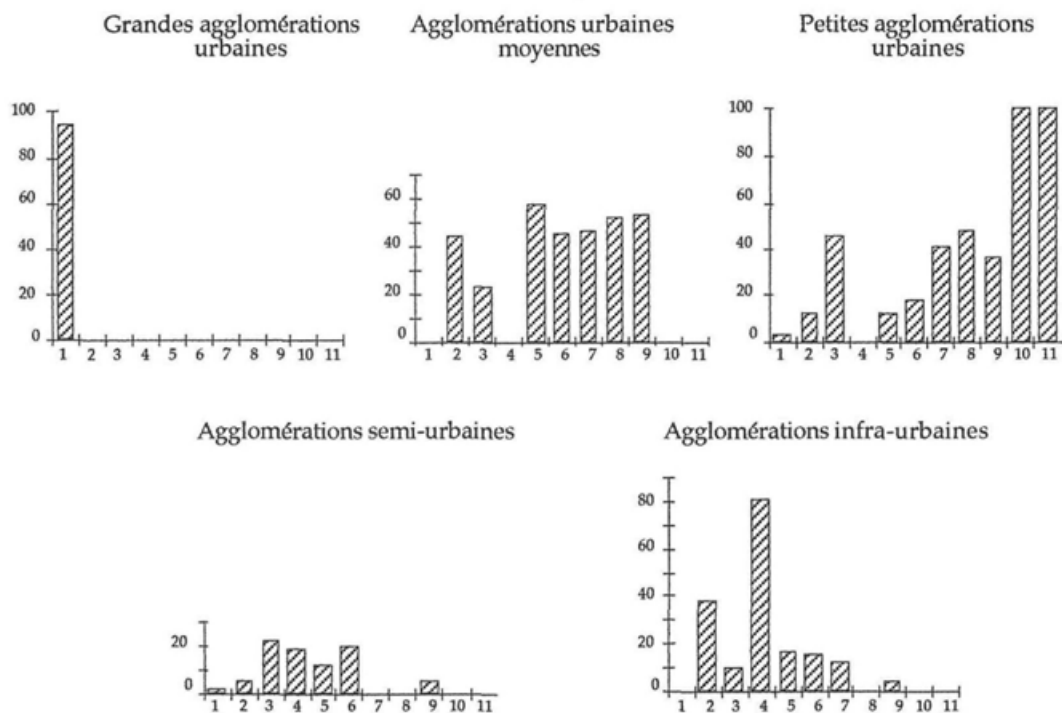 Grandes agglomérations
urbaines
Agglomérations urbaines
moyennes
Petites agglomérations
urbaines
100
80
60
40
20
0
1 2 3 4 5 6 7 8 9 10 11
60
40
20
0
1 2 3 4 5 6 7 8 9 10 11
100
80
60
40
20
0
1 2 3 4 5 6 7 8 9 10 11
Agglomérations semi-urbaines
Agglomérations infra-urbaines
20
0
1 2 3 4 5 6 7 8 9 10 11
80
60
40
20
0
1 2 3 4 5 6 7 8 9 10 11